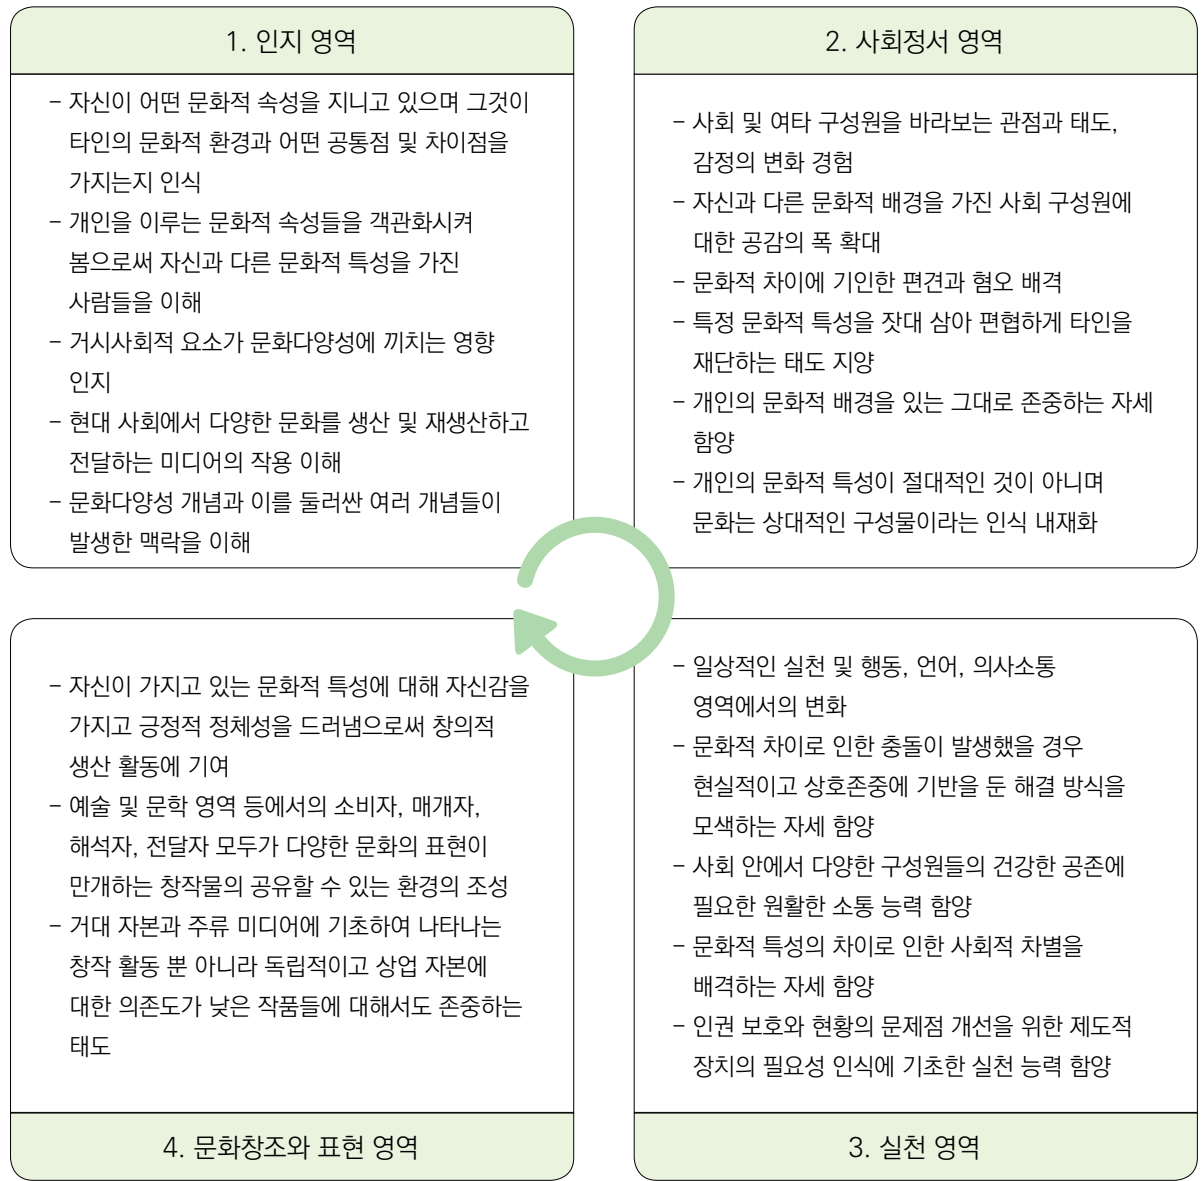 1. 인지 영역
- 자신이 어떤 문화적 속성을 지니고 있으며 그것이
타인의 문화적 환경과 어떤 공통점 및 차이점을
가지는지 인식
- 개인을 이루는 문화적 속성들을 객관화시켜
봄으로써 자신과 다른 문화적 특성을 가진
사람들을 이해
- 거시사회적 요소가 문화다양성에 끼치는 영향
인지
- 현대 사회에서 다양한 문화를 생산 및 재생산하고
전달하는 미디어의 작용 이해
- 문화다양성 개념과 이를 둘러싼 여러 개념들이
발생한 맥락을 이해
2. 사회정서 영역
- 사회 및 여타 구성원을 바라보는 관점과 태도,
감정의 변화 경험
- 자신과 다른 문화적 배경을 가진 사회 구성원에
대한 공감의 폭 확대
- 문화적 차이에 기인한 편견과 혐오 배격
- 특정 문화적 특성을 잣대 삼아 편협하게 타인을
재단하는 태도 지양
- 개인의 문화적 배경을 있는 그대로 존중하는 자세
함양
- 개인의 문화적 특성이 절대적인 것이 아니며
문화는 상대적인 구성물이라는 인식 내재화
- 자신이 가지고 있는 문화적 특성에 대해 자신감을
가지고 긍정적 정체성을 드러냄으로써 창의적
생산 활동에 기여
- 예술 및 문학 영역 등에서의 소비자, 매개자,
해석자, 전달자 모두가 다양한 문화의 표현이
만개하는 창작물의 공유할 수 있는 환경의 조성
- 거대 자본과 주류 미디어에 기초하여 나타나는
창작 활동 뿐 아니라 독립적이고 상업 자본에
대한 의존도가 낮은 작품들에 대해서도 존중하는
태도
4. 문화창조와 표현 영역
- 일상적인 실천 및 행동, 언어, 의사소통
영역에서의 변화
- 문화적 차이로 인한 충돌이 발생했을 경우
현실적이고 상호존중에 기반을 둔 해결 방식을
모색하는 자세 함양
- 사회 안에서 다양한 구성원들의 건강한 공존에
필요한 원활한 소통 능력 함양
- 문화적 특성의 차이로 인한 사회적 차별을
배격하는 자세 함양
- 인권 보호와 현황의 문제점 개선을 위한 제도적
장치의 필요성 인식에 기초한 실천 능력 함양
3. 실천 영역